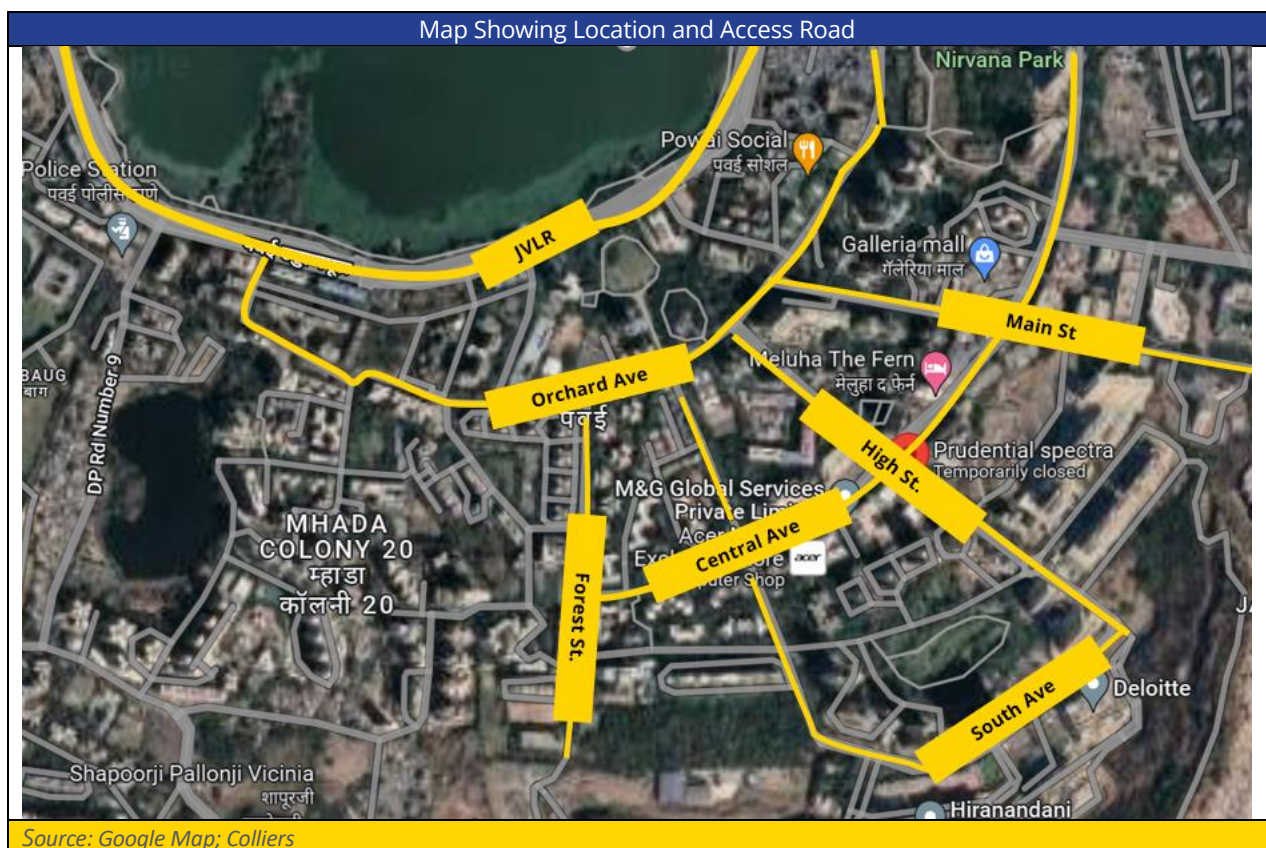 Map Showing Location and Access Road
Nirvana Park
Powai Social
पवई सोशल
Police Station
पवई पोलीस ठाणे
JVLR
Galleria mall
गॅलेरिया माल
Main St
BAUG
बाग
DP Rd Number 9
Orchard Ave
पवई
Meluha The Fern
मेलुहा द फेर्न
Prudential spectra
Temporarily closed
High St.
M&G Global Services
Private Limi
Acer
Central Ave
acer
MHADA
COLONY 20
म्हाडा
कॉलनी 20
Forest St.
South Ave
Deloitte
Shapoorji Pallonji Vicinia
शापूरजी
Hiranandani
Source: Google Map; Colliers